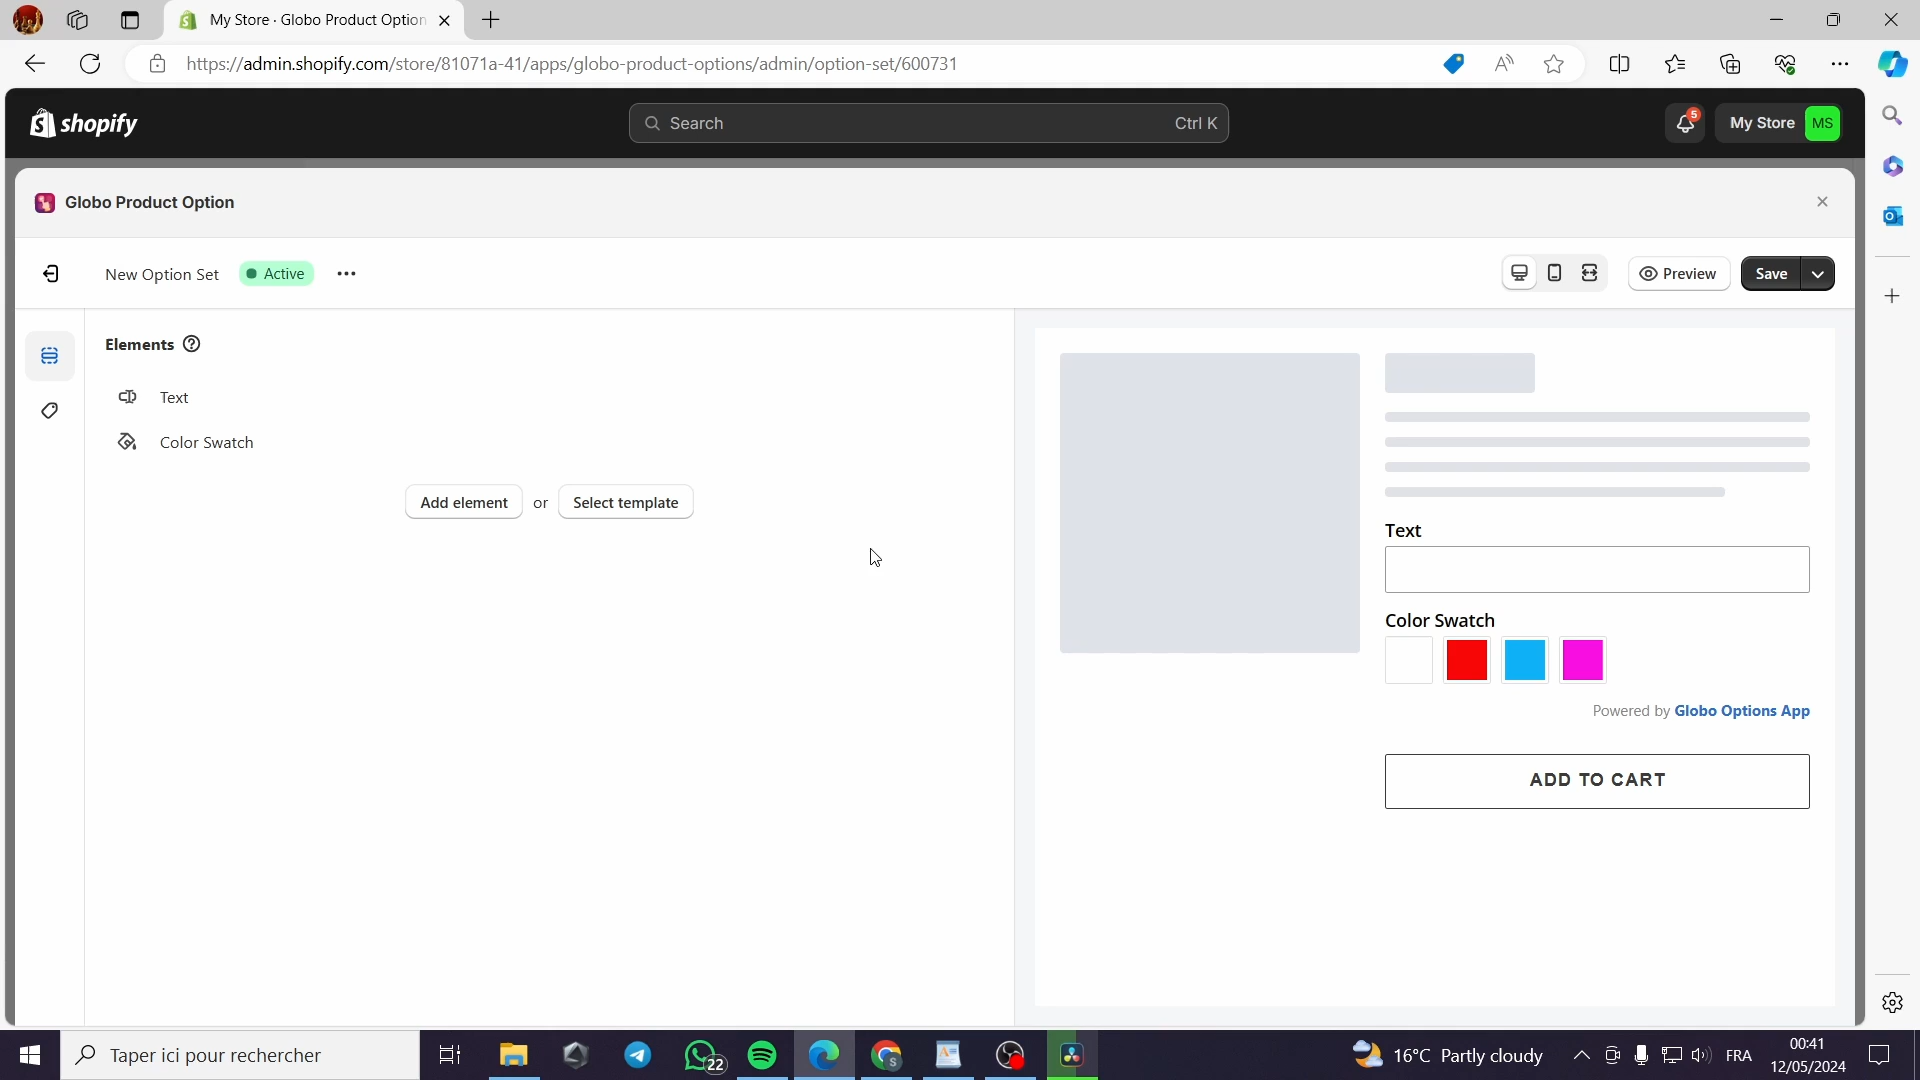 My Store · Globo Product Option
https://admin.shopify.com/store/81071a-41/apps/globo-product-options/admin/option-set/600731
shopify
Search
Ctrl K
5
My Store
MS
Globo Product Option
New Option Set
Active
Preview
Save
Elements
Text
Color Swatch
Add element or Select template
Text
Color Swatch
Powered by Globo Options App
ADD TO CART
Taper ici pour rechercher
22
16°C Partly cloudy
FRA
00:41
12/05/2024